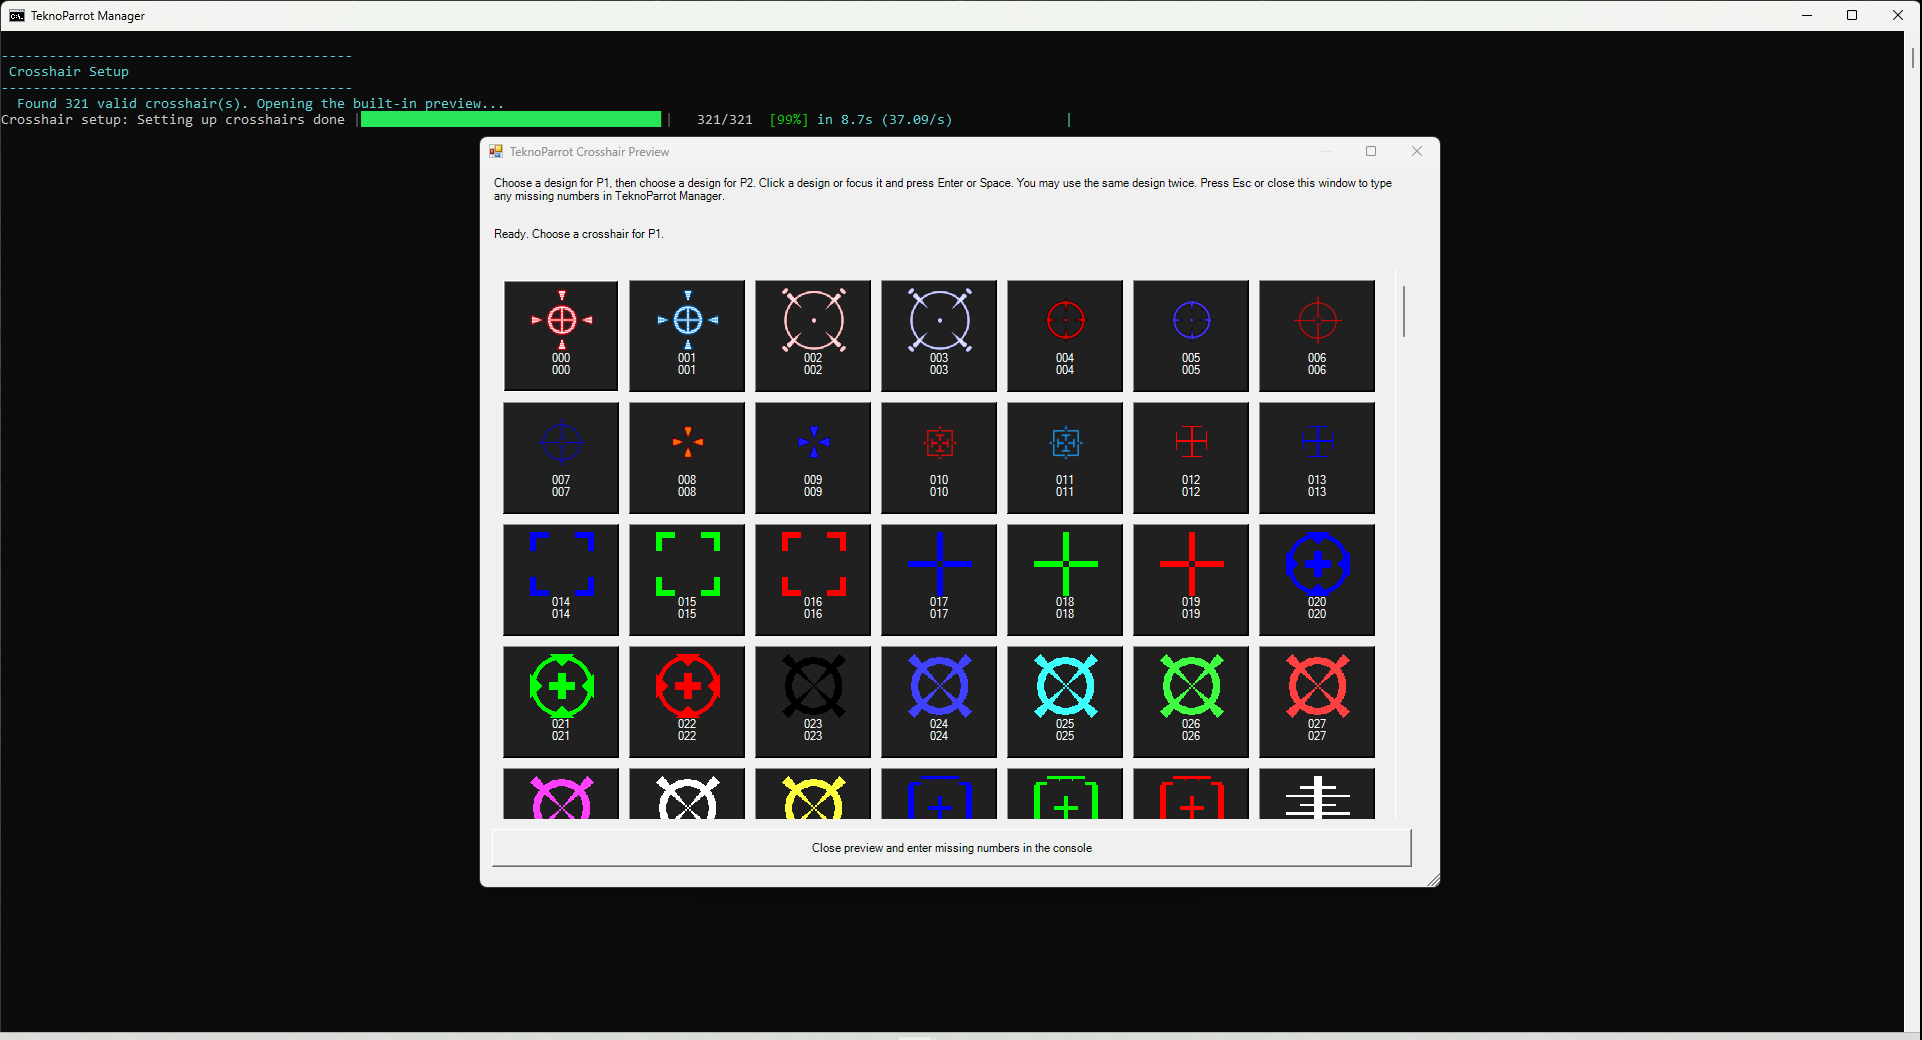 TeknoParrot Manager
-------------------------------------------- 
Crosshair Setup
--------------------------------------------
Found 321 valid crosshair(s). Opening the built-in preview...
Crosshair setup: Setting up crosshairs done | | 321/321 [99%] in 8.7s (37.09/s) |
TeknoParrot Crosshair Preview
Choose a design for P1, then choose a design for P2. Click a design or focus it and press Enter or Space. You may use the same design twice. Press Esc or close this window to type
any missing numbers in TeknoParrot Manager.
Ready. Choose a crosshair for P1.
000 001 002 003 004 005 006
000 001 002 003 004 005 006
007 008 009 010 011 012 013
007 008 009 010 011 012 013
014 015 016 017 018 019 020
014 015 016 017 018 019 020
021 022 023 024 025 026 027
021 022 023 024 025 026 027
Close preview and enter missing numbers in the console